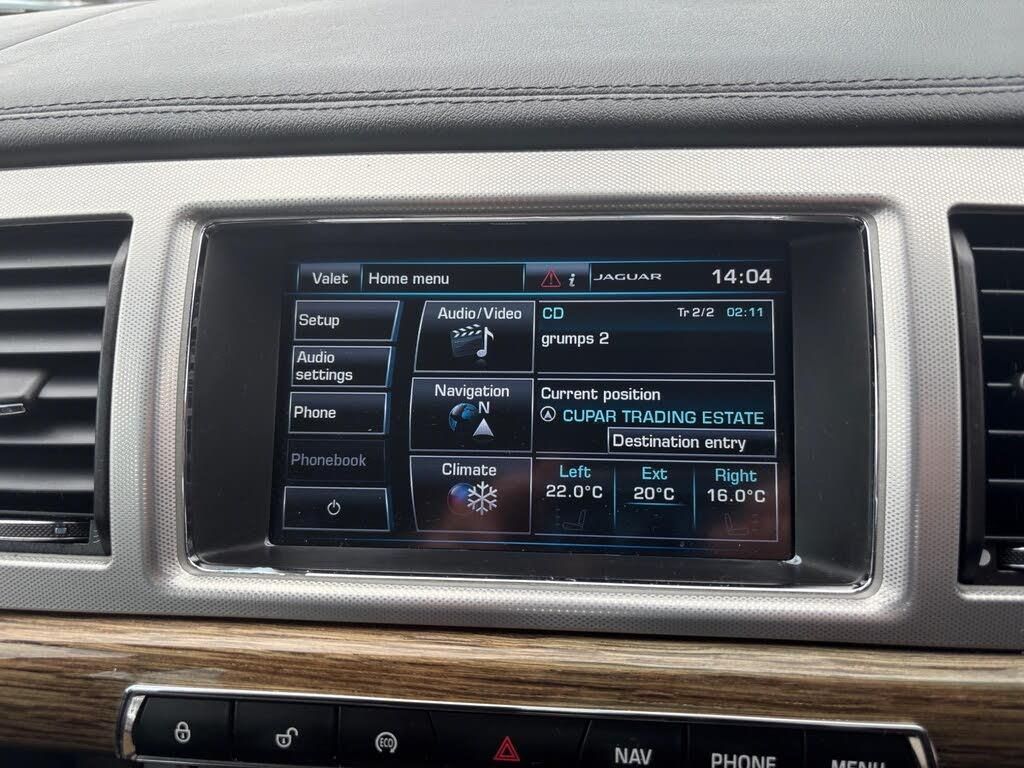 Valet Home menu i JAGUAR 14:04
Setup
Audio settings
Phone
Phonebook
Audio/Video
CD Tr 2/2 02:11
grumps 2
Navigation
N
Current position
CUPAR TRADING ESTATE
Destination entry
Climate
Left Ext Right
22.0°C 20°C 16.0°C
ECO
NAV
PHONE
MENU